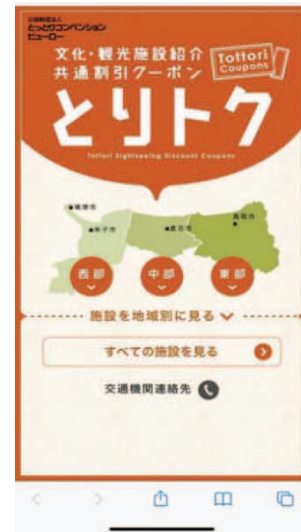 公益財団法人
とっとりコンベンション
ビューロー
文化・観光施設紹介
共通割引クーポン
Tottori
Coupons
とりトク
Tottori Sightseeing Discount Coupons
境港市
米子市
倉吉市
鳥取市
西部
中部
東部
施設を地域別に見る
すべての施設を見る
交通機関連絡先